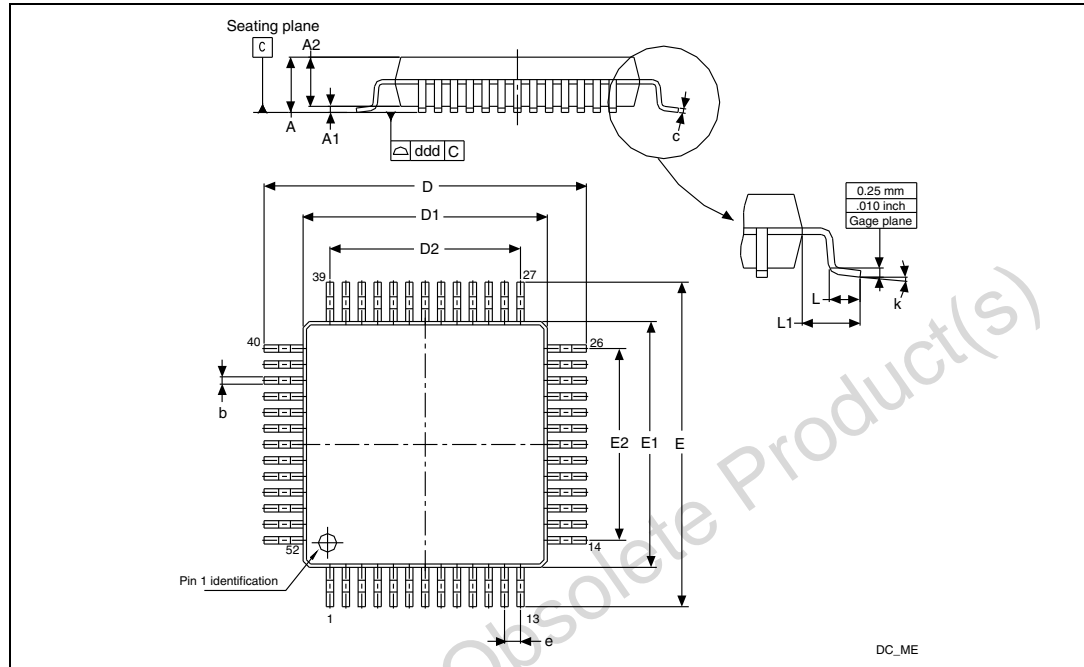 Seating plane
C
A2
A
A1
⌓ ddd C
c
0.25 mm
.010 inch
Gage plane
L
L1
k
D
D1
D2
39
27
40
26
b
E2
E1
E
52
14
Pin 1 identification
1
13
e
Obsolete Product(s)
DC_ME